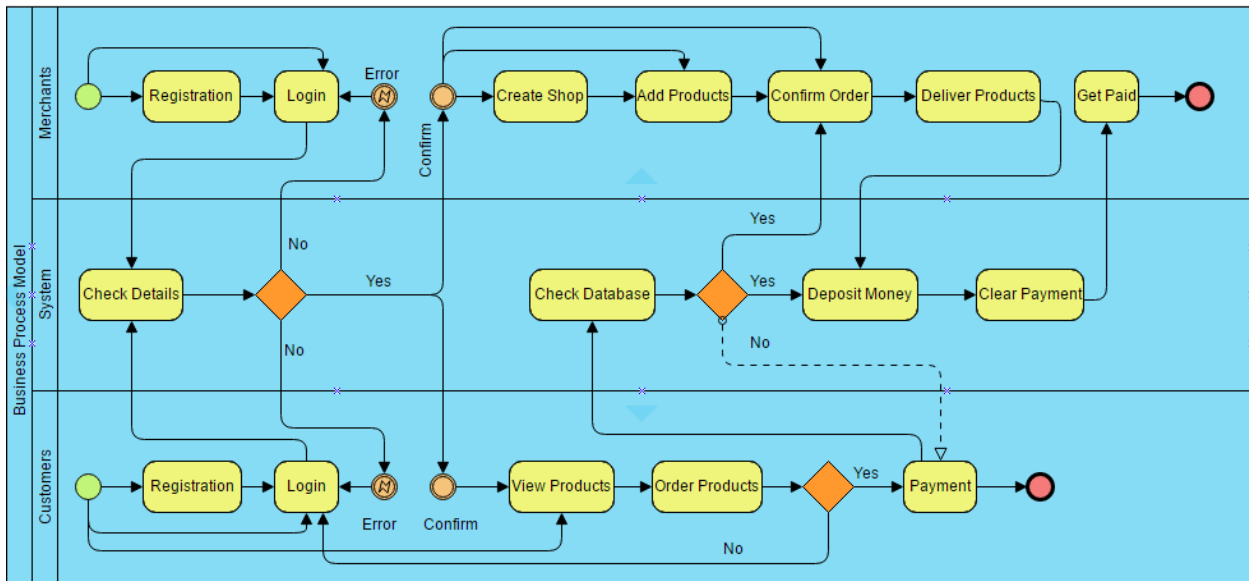 Business Process Model
Merchants
Registration
Login
Error
Confirm
Create Shop
Add Products
Confirm Order
Deliver Products
Get Paid
System
Check Details
No
No
Yes
Check Database
Yes
Yes
No
Deposit Money
Clear Payment
Customers
Registration
Login
Error
Confirm
View Products
Order Products
Yes
No
Payment